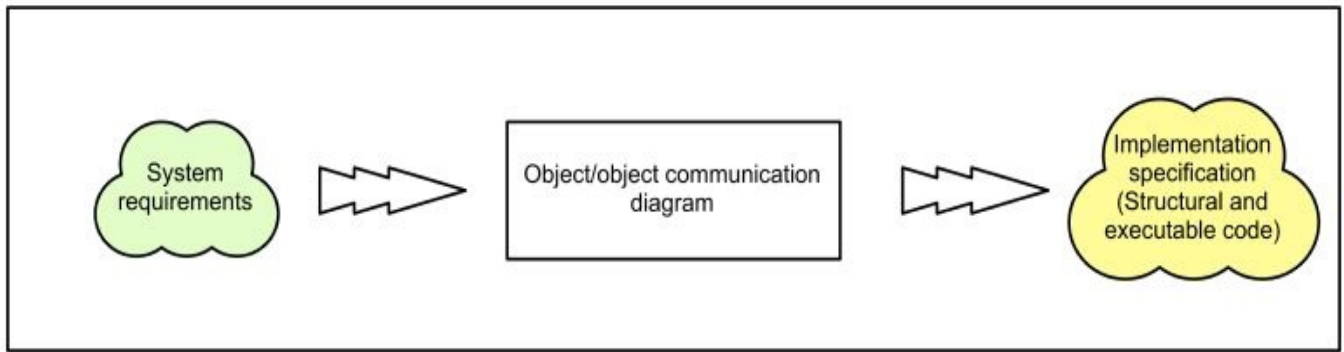 System
requirements
Object/object communication
diagram
Implementation
specification
(Structural and
executable code)